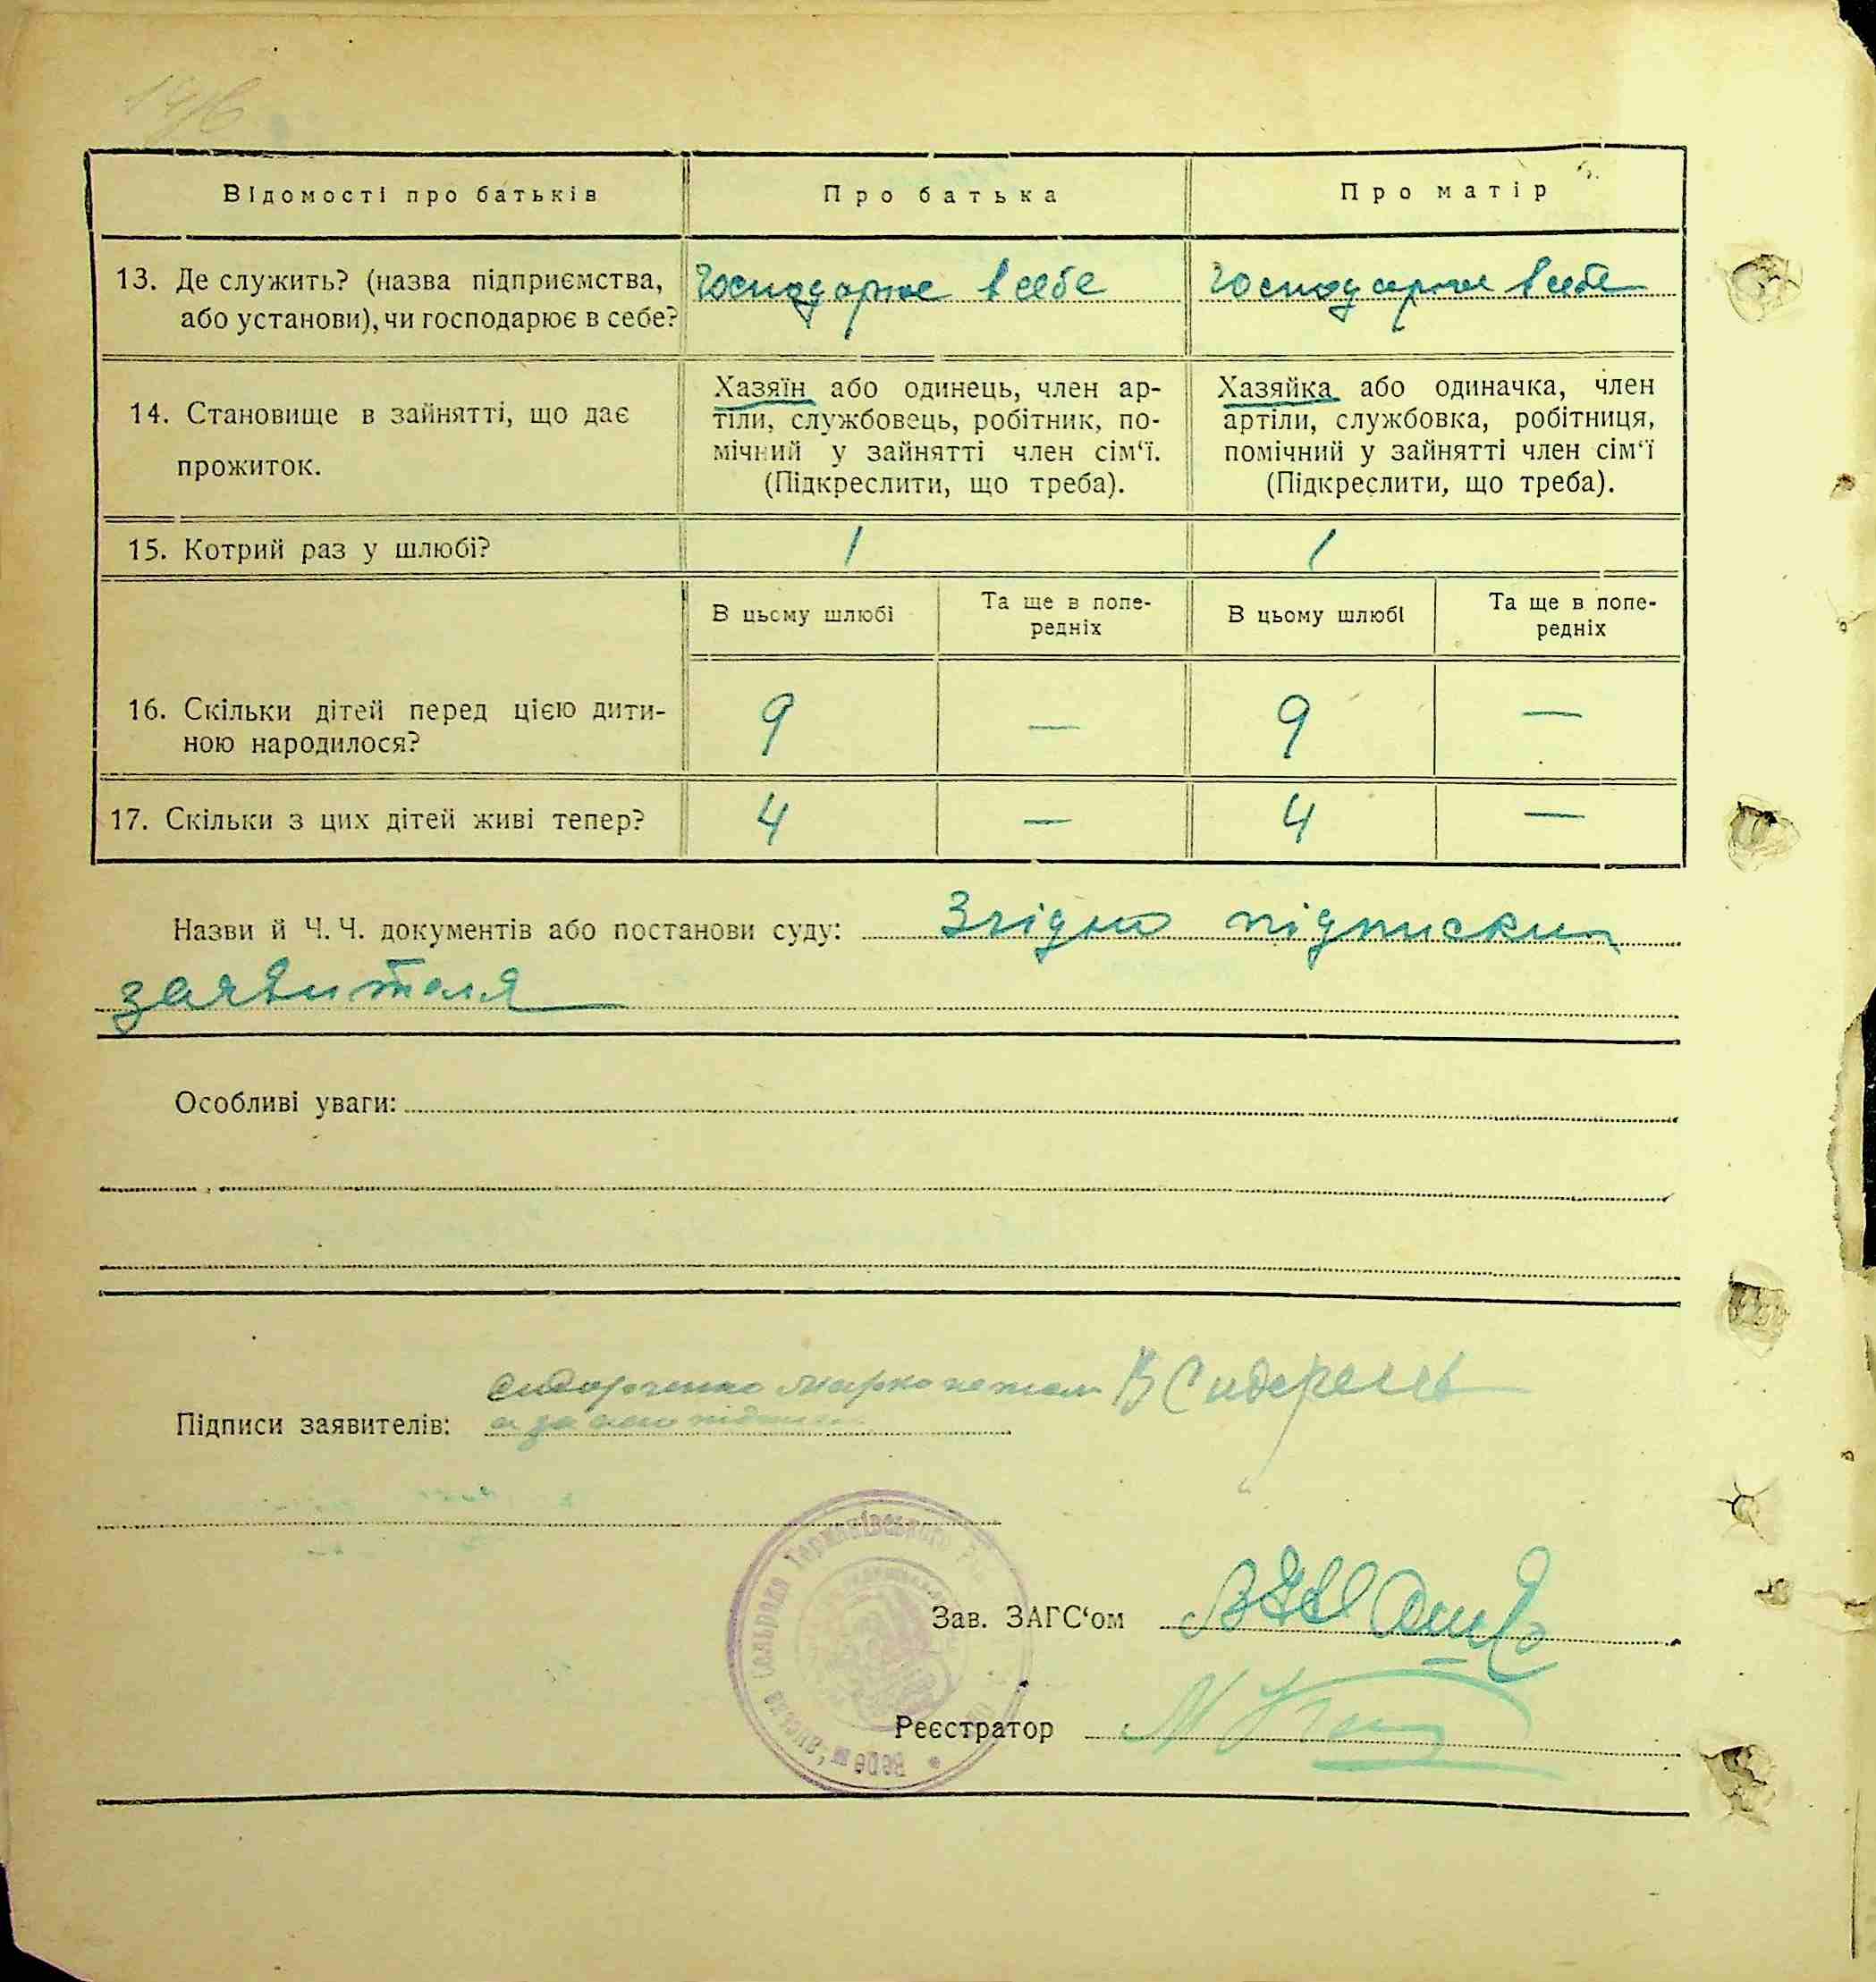 Відомості про батьків
Про батька
Про матір
13. Де служить? (назва підприємства,
або установи), чи господарює в себе?
Господарює в себе
Господарює в себе
14. Становище в зайнятті, що дає
прожиток.
Хазяїн або одинець, член ар-
тіли, службовець, робітник, по-
мічний у зайнятті член сім‘ї.
(Підкреслити, що треба).
Хазяйка або одиначка, член
артіли, службовка, робітниця,
помічний у зайнятті член сім‘ї
(Підкреслити, що треба).
15. Котрий раз у шлюбі?
1
1
В цьому шлюбі
Та ще в попе-
редніх
В цьому шлюбі
Та ще в попе-
редніх
16. Скільки дітей перед цією дити-
ною народилося?
9
—
9
—
17. Скільки з цих дітей живі тепер?
4
—
4
—
Назви й Ч. Ч. документів або постанови суду: Згідно підписки
заявителя
Особливі уваги:
Сидорченко Марко
Підписи заявителів: а за його підписи
Зав. ЗАГС‘ом
Реєстратор